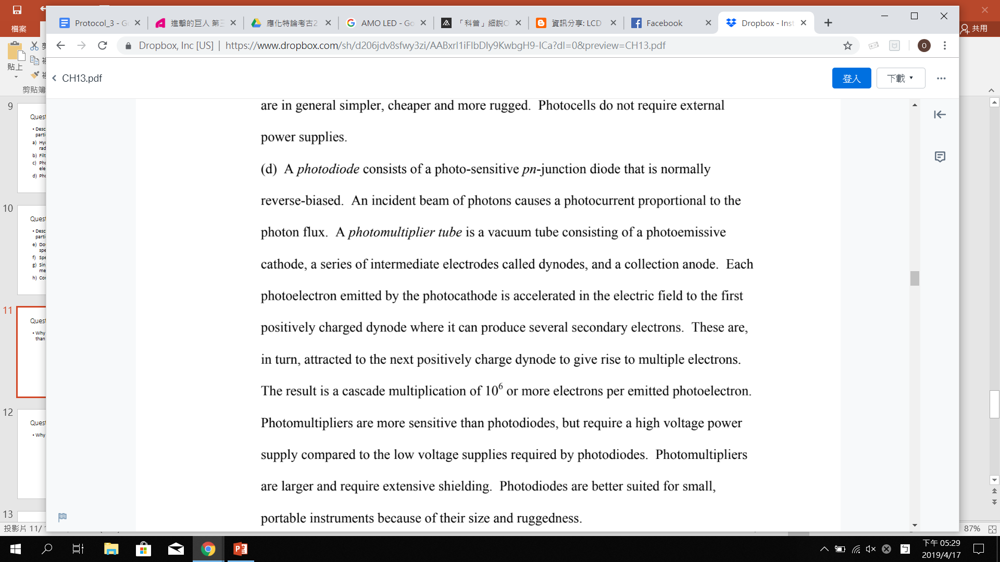 檔案
共用
Protocol_3 - G
進擊的巨人 第三
應化特論考古2
AMO LED - Go
「科普」細說O
資訊分享: LCD
Facebook
Dropbox - Inst
Dropbox, Inc [US] | https://www.dropbox.com/sh/d206jdv8sfwy3zi/AABxrI1iFIbDIy9KwbgH9-ICa?dl=0&preview=CH13.pdf
O
貼上
剪貼簿
CH13.pdf
登入
下載
are in general simpler, cheaper and more rugged. Photocells do not require external
power supplies.
(d) A photodiode consists of a photo-sensitive pn-junction diode that is normally
reverse-biased. An incident beam of photons causes a photocurrent proportional to the
photon flux. A photomultiplier tube is a vacuum tube consisting of a photoemissive
cathode, a series of intermediate electrodes called dynodes, and a collection anode. Each
photoelectron emitted by the photocathode is accelerated in the electric field to the first
positively charged dynode where it can produce several secondary electrons. These are,
in turn, attracted to the next positively charge dynode to give rise to multiple electrons.
The result is a cascade multiplication of 10⁶ or more electrons per emitted photoelectron.
Photomultipliers are more sensitive than photodiodes, but require a high voltage power
supply compared to the low voltage supplies required by photodiodes. Photomultipliers
are larger and require extensive shielding. Photodiodes are better suited for small,
portable instruments because of their size and ruggedness.
9
Quest
• Desc
parti
a) Hy
rad
b) Filt
c) Pho
ele
d) Pho
10
Quest
• Desc
parti
e) Do
spe
f) Spe
g) Sin
me
h) Co
11
Quest
• Why
than
12
Quest
• Why
13
投影片 11/
87%
下午 05:29
2019/4/17